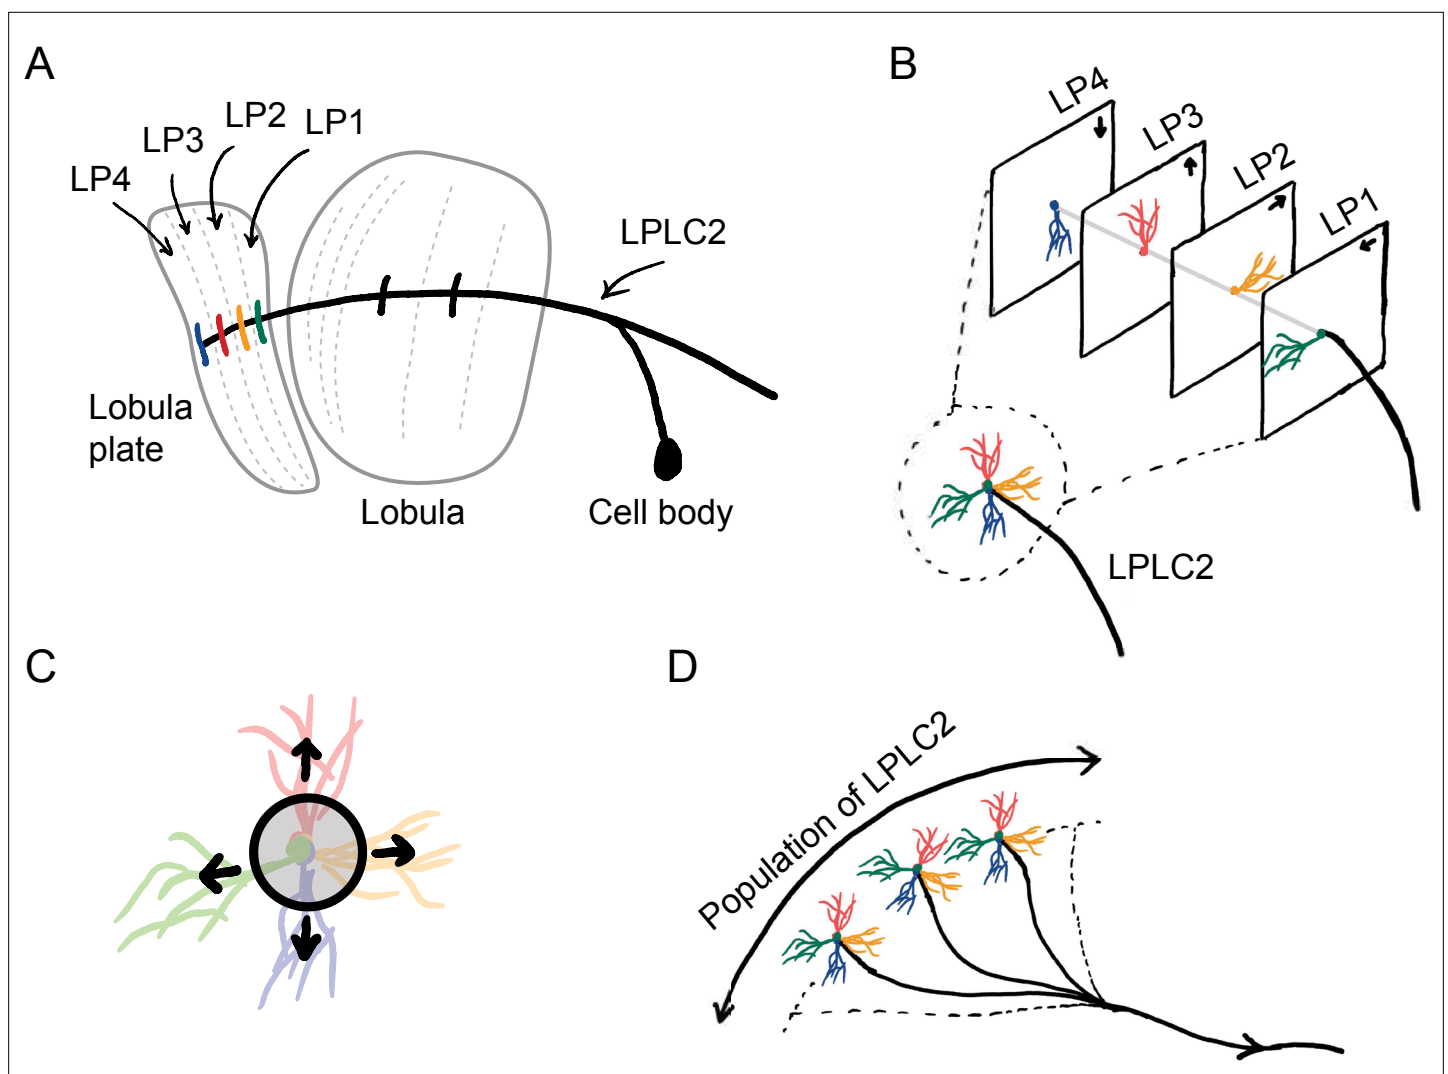 A
LP4
LP3
LP2
LP1
LPLC2
Lobula
plate
Lobula
Cell body
B
LP4
LP3
LP2
LP1
LPLC2
C
D
Population of LPLC2